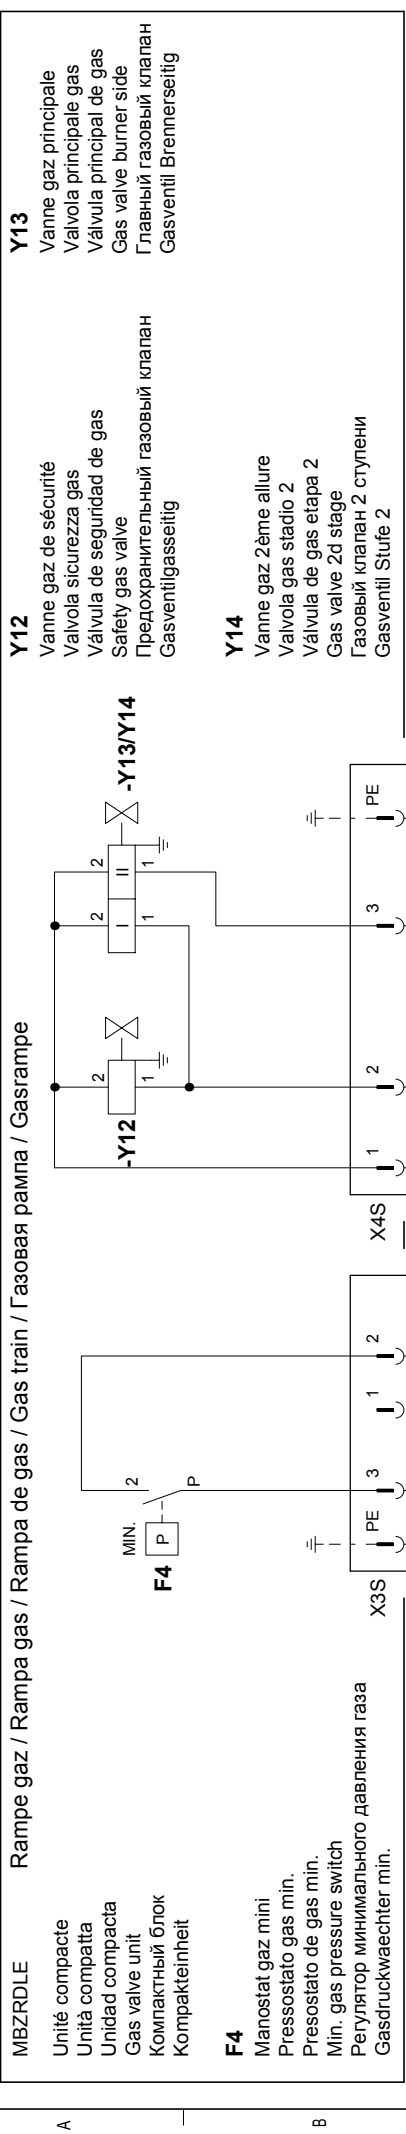 MBZRDLE
Rampe gaz / Rampa gas / Rampa de gas / Gas train / Газовая рампа / Gasrampe
Unité compacte
Unità compatta
Unidad compacta
Gas valve unit
Компактный блок
Kompakteinheit
F4
Manostat gaz mini
Pressostato gas min.
Presostato de gas min.
Min. gas pressure switch
Регулятор минимального давления газа
Gasdruckwaechter min.
MIN.
P
F4
2
P
X3S
PE
3
1
2
-Y12
2
1
2
I
1
2
II
1
-Y13/Y14
X4S
1
2
3
PE
Y12
Vanne gaz de sécurité
Valvola sicurezza gas
Válvula de seguridad de gas
Safety gas valve
Предохранительный газовый клапан
Gasventilgasseitig
Y13
Vanne gaz principale
Valvola principale gas
Válvula principal de gas
Gas valve burner side
Главный газовый клапан
Gasventil Brennerseitig
Y14
Vanne gaz 2ème allure
Valvola gas stadio 2
Válvula de gas etapa 2
Gas valve 2d stage
Газовый клапан 2 ступени
Gasventil Stufe 2
A
B